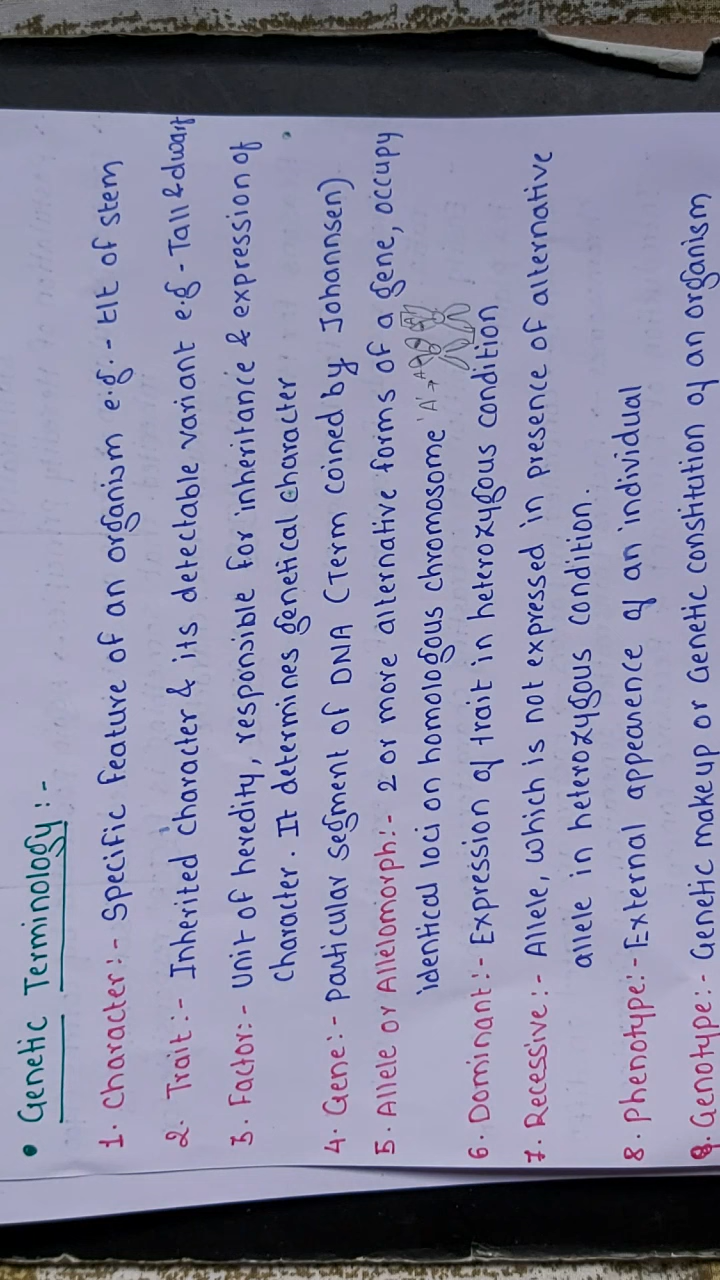 • Genetic Terminology :-
1. Character :- Specific feature of an organism e.g. :- Ht of stem
2. Trait :- Inherited character & its detectable variant e.g - Tall & dwarf
3. Factor :- Unit of heredity, responsible for inheritance & expression of
character. It determines genetical character
4. Gene :- Particular segment of DNA (Term coined by Johannsen)
5. Allele or Allelomorph :- 2 or more alternative forms of a gene, occupy
identical loci on homologous chromosome 'A' → A
6. Dominant :- Expression of trait in heterozygous condition
7. Recessive :- Allele, which is not expressed in presence of alternative
allele in heterozygous condition.
8. Phenotype :- External appearence of an individual
9. Genotype :- Genetic makeup or Genetic constitution of an organism